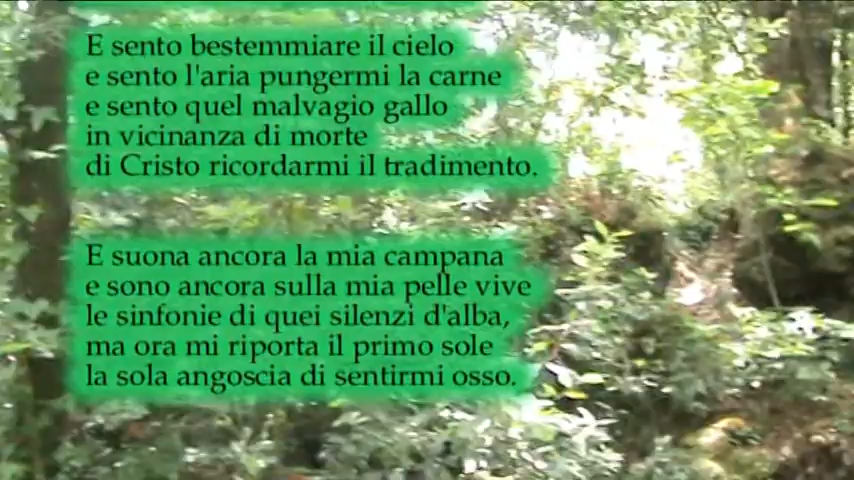 E sento bestemmiare il cielo
e sento l'aria pungermi la carne
e sento quel malvagio gallo
in vicinanza di morte
di Cristo ricordarmi il tradimento.
E suona ancora la mia campana
e sono ancora sulla mia pelle vive
le sinfonie di quei silenzi d'alba,
ma ora mi riporta il primo sole
la sola angoscia di sentirmi osso.